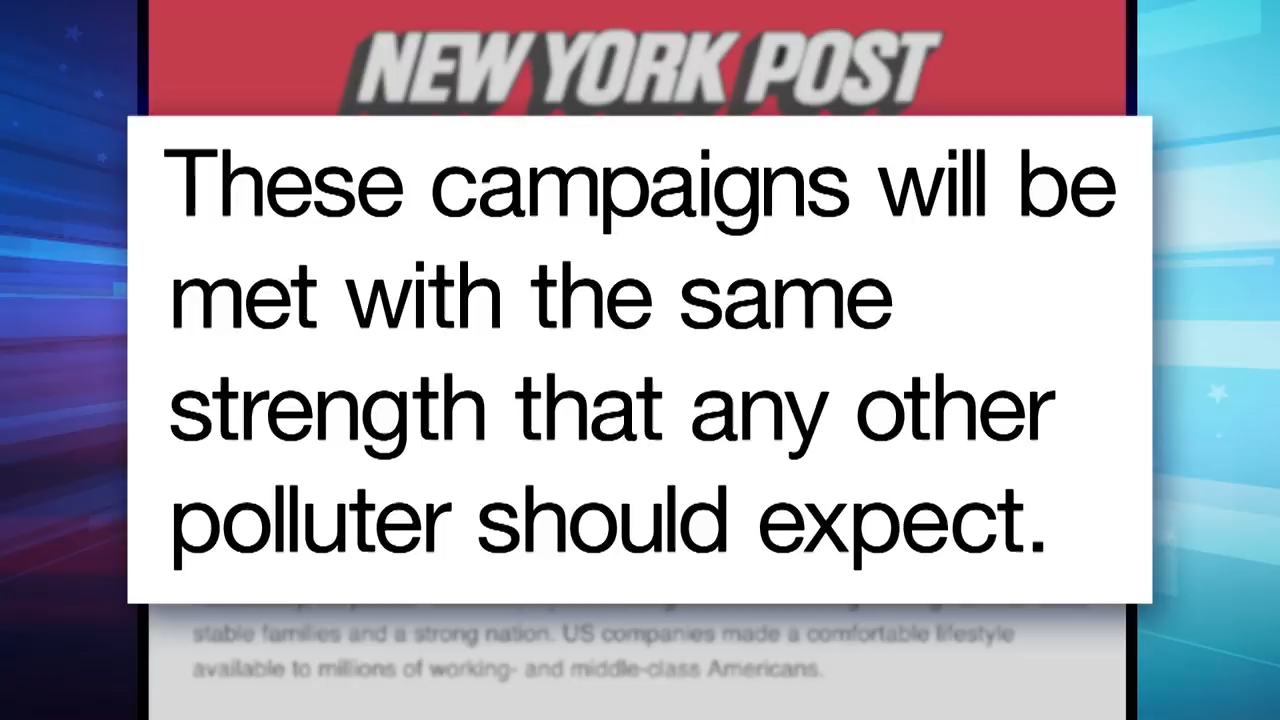 NEW YORK POST
These campaigns will be
met with the same
strength that any other
polluter should expect.
stable families and a strong nation. US companies made a comfortable lifestyle
available to millions of working- and middle-class Americans.